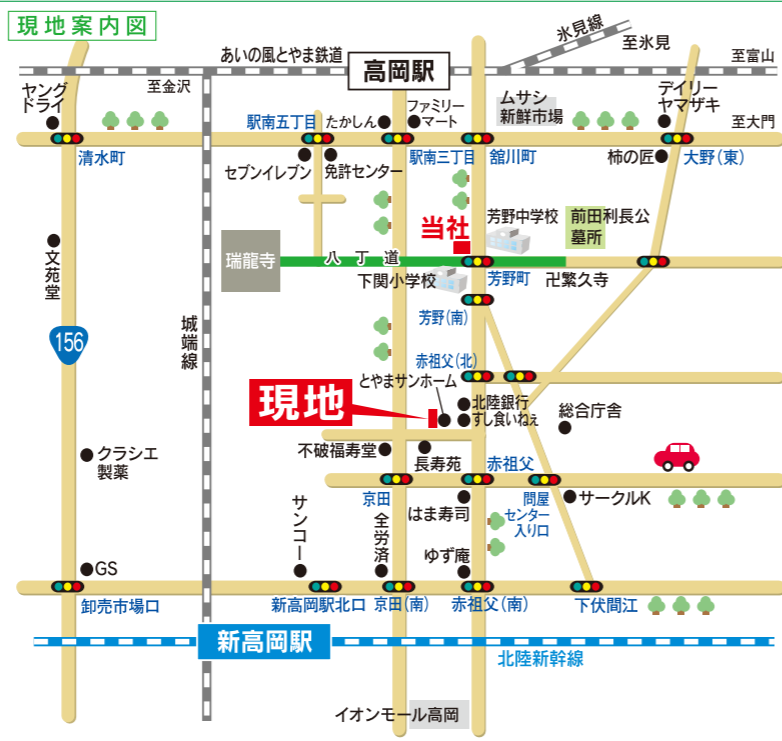 現地案内図
氷見線
至氷見
あいの風とやま鉄道
高岡駅
至富山
至金沢
ヤング
ドライ
駅南五丁目
たかしん
ファミリー
マート
ムサシ
新鮮市場
デイリー
ヤマザキ
至大門
清水町
セブンイレブン
免許センター
駅南三丁目
舘川町
柿の匠
大野(東)
当社
芳野中学校
前田利長公
墓所
瑞龍寺
八丁道
下関小学校
芳野町
卍繁久寺
文苑堂
156
城端線
芳野(南)
赤祖父(北)
とやまサンホーム
現地
北陸銀行
すし食いねぇ
総合庁舎
不破福寿堂
長寿苑
赤祖父
クラシエ
製薬
京田
はま寿司
問屋
センター
入り口
サークルK
サンコー
全労済
ゆず庵
GS
卸売市場口
新高岡駅北口
京田(南)
赤祖父(南)
下伏間江
新高岡駅
北陸新幹線
イオンモール高岡